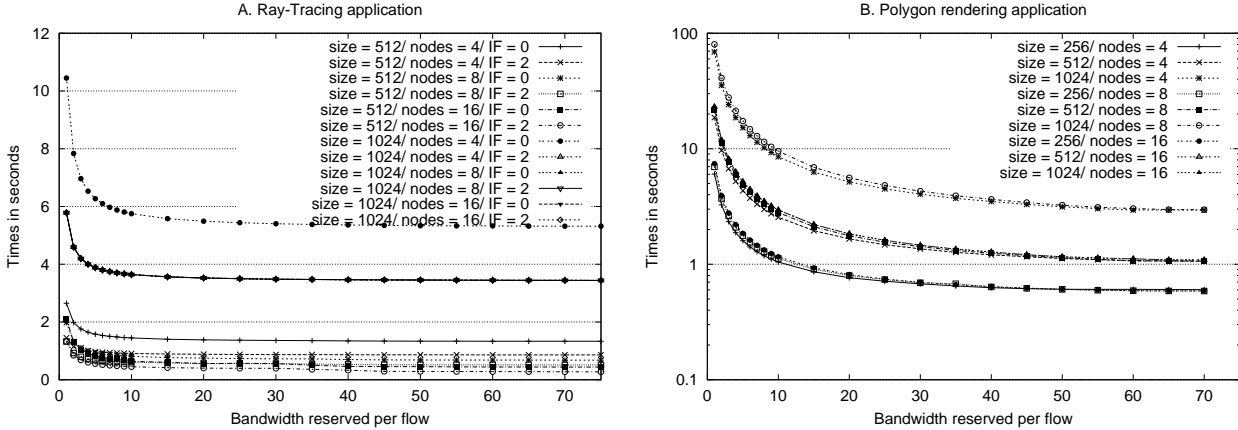 A. Ray-Tracing application
12
10
8
6
4
2
0
Times in seconds
0 10 20 30 40 50 60 70
Bandwidth reserved per flow
size = 512/ nodes = 4/ IF = 0
size = 512/ nodes = 4/ IF = 2
size = 512/ nodes = 8/ IF = 0
size = 512/ nodes = 8/ IF = 2
size = 512/ nodes = 16/ IF = 0
size = 512/ nodes = 16/ IF = 2
size = 1024/ nodes = 4/ IF = 0
size = 1024/ nodes = 4/ IF = 2
size = 1024/ nodes = 8/ IF = 0
size = 1024/ nodes = 8/ IF = 2
size = 1024/ nodes = 16/ IF = 0
size = 1024/ nodes = 16/ IF = 2
B. Polygon rendering application
100
10
1
0.1
Times in seconds
0 10 20 30 40 50 60 70
Bandwidth reserved per flow
size = 256/ nodes = 4
size = 512/ nodes = 4
size = 1024/ nodes = 4
size = 256/ nodes = 8
size = 512/ nodes = 8
size = 1024/ nodes = 8
size = 256/ nodes = 16
size = 512/ nodes = 16
size = 1024/ nodes = 16